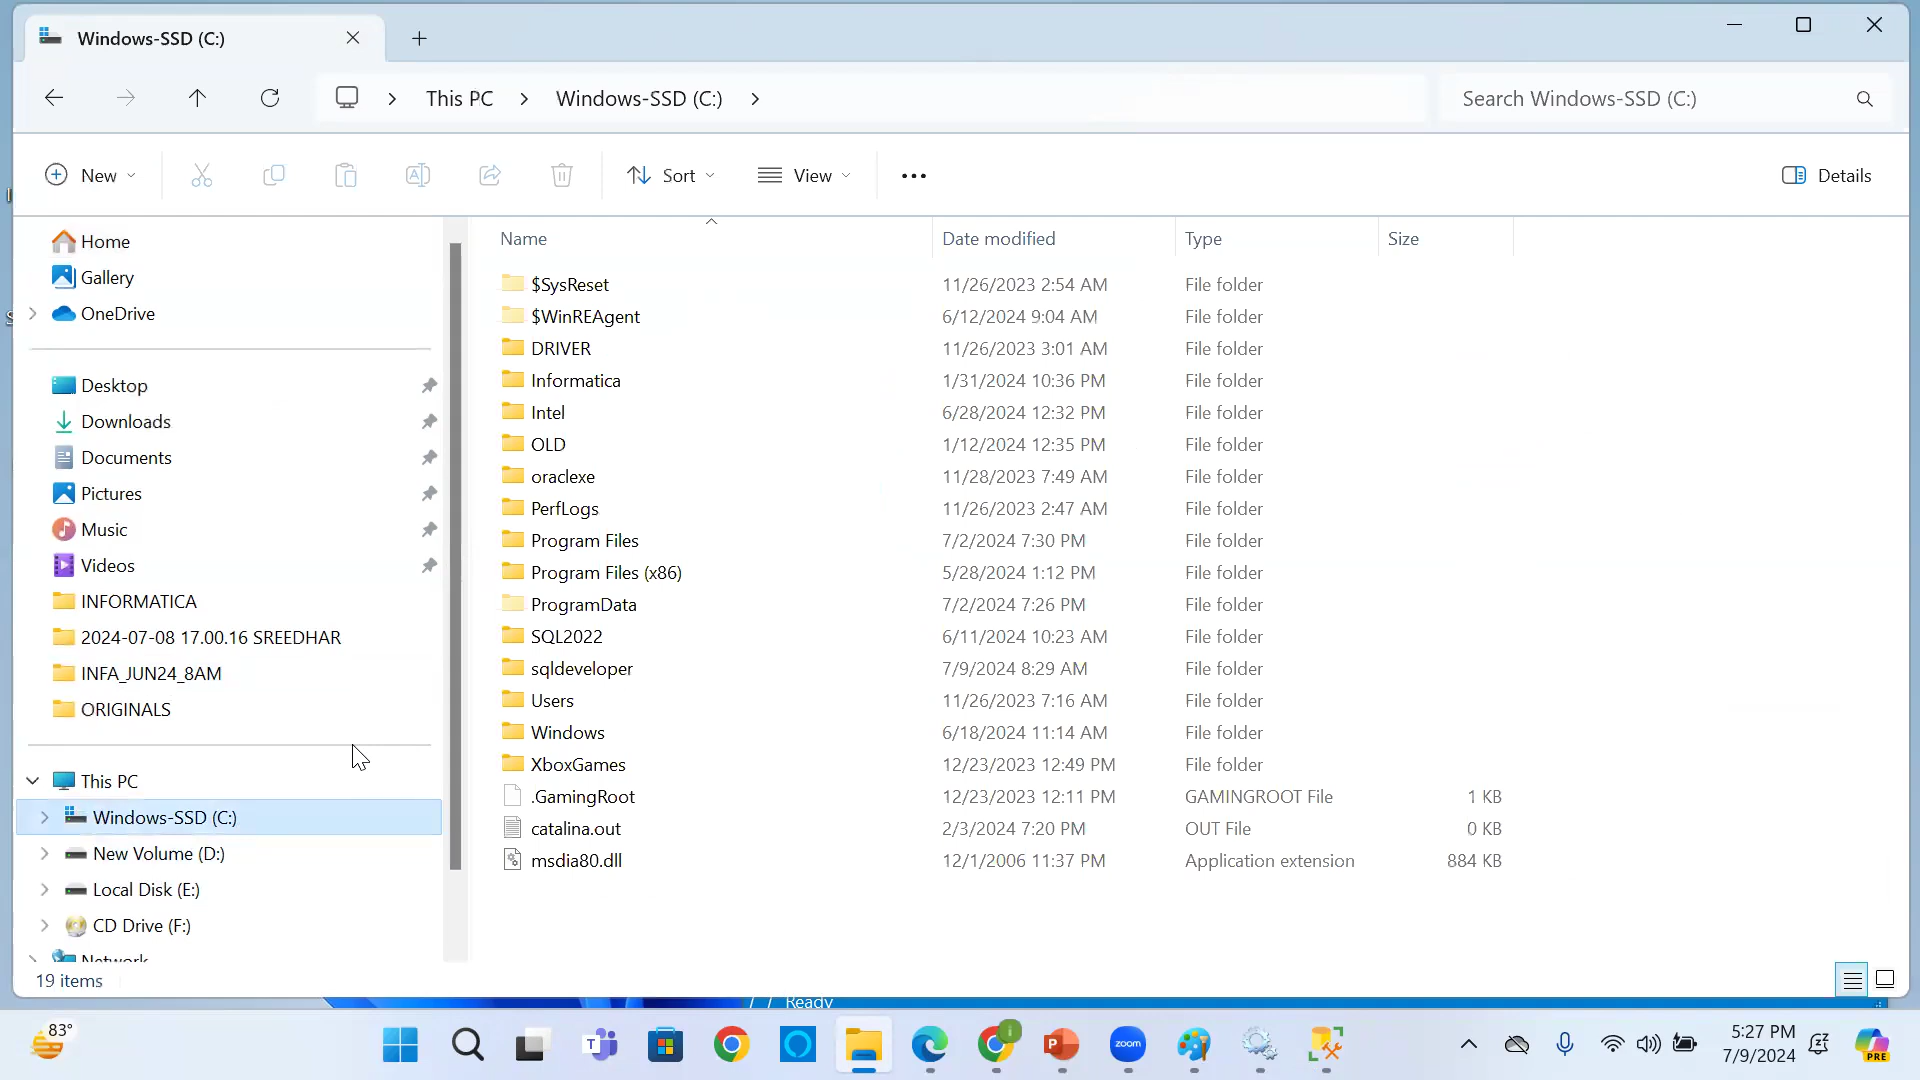 Windows-SSD (C:)
This PC
Windows-SSD (C:)
Search Windows-SSD (C:)
New
Sort
View
Details
Home
Gallery
OneDrive
Desktop
Downloads
Documents
Pictures
Music
Videos
INFORMATICA
2024-07-08 17.00.16 SREEDHAR
INFA_JUN24_8AM
ORIGINALS
This PC
Windows-SSD (C:)
New Volume (D:)
Local Disk (E:)
CD Drive (F:)
Network
Name Date modified Type Size
$SysReset 11/26/2023 2:54 AM File folder
$WinREAgent 6/12/2024 9:04 AM File folder
DRIVER 11/26/2023 3:01 AM File folder
Informatica 1/31/2024 10:36 PM File folder
Intel 6/28/2024 12:32 PM File folder
OLD 1/12/2024 12:35 PM File folder
oraclexe 11/28/2023 7:49 AM File folder
PerfLogs 11/26/2023 2:47 AM File folder
Program Files 7/2/2024 7:30 PM File folder
Program Files (x86) 5/28/2024 1:12 PM File folder
ProgramData 7/2/2024 7:26 PM File folder
SQL2022 6/11/2024 10:23 AM File folder
sqldeveloper 7/9/2024 8:29 AM File folder
Users 11/26/2023 7:16 AM File folder
Windows 6/18/2024 11:14 AM File folder
XboxGames 12/23/2023 12:49 PM File folder
.GamingRoot 12/23/2023 12:11 PM GAMINGROOT File 1 KB
catalina.out 2/3/2024 7:20 PM OUT File 0 KB
msdia80.dll 12/1/2006 11:37 PM Application extension 884 KB
19 items
Ready
83°
zoom
5:27 PM
7/9/2024
PRE